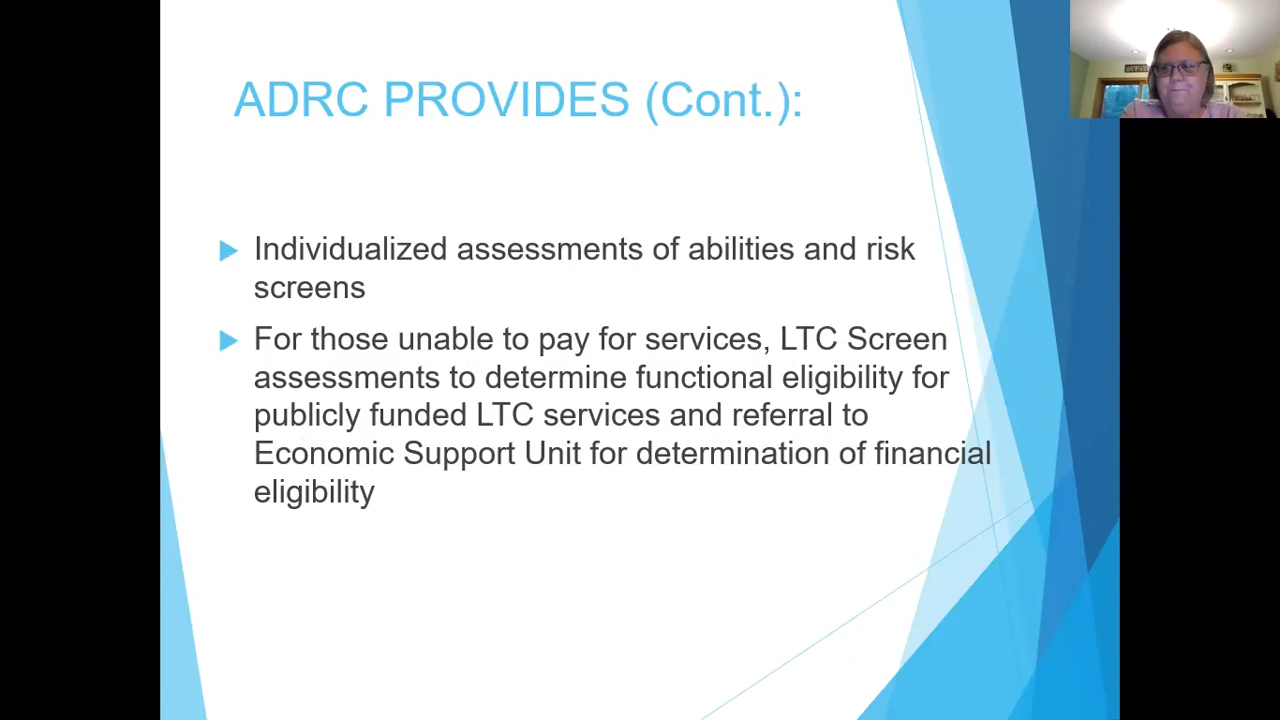 ADRC PROVIDES (Cont.):
Individualized assessments of abilities and risk
screens
For those unable to pay for services, LTC Screen
assessments to determine functional eligibility for
publicly funded LTC services and referral to
Economic Support Unit for determination of financial
eligibility